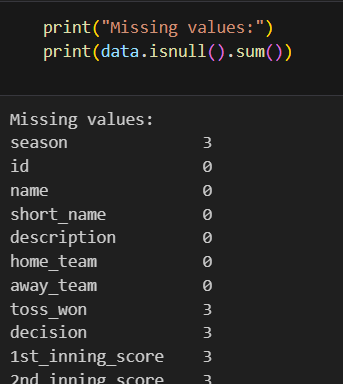 print("Missing values:")
print(data.isnull().sum())
Missing values:
season 3
id 0
name 0
short_name 0
description 0
home_team 0
away_team 0
toss_won 3
decision 3
1st_inning_score 3
2nd_inning_score 3